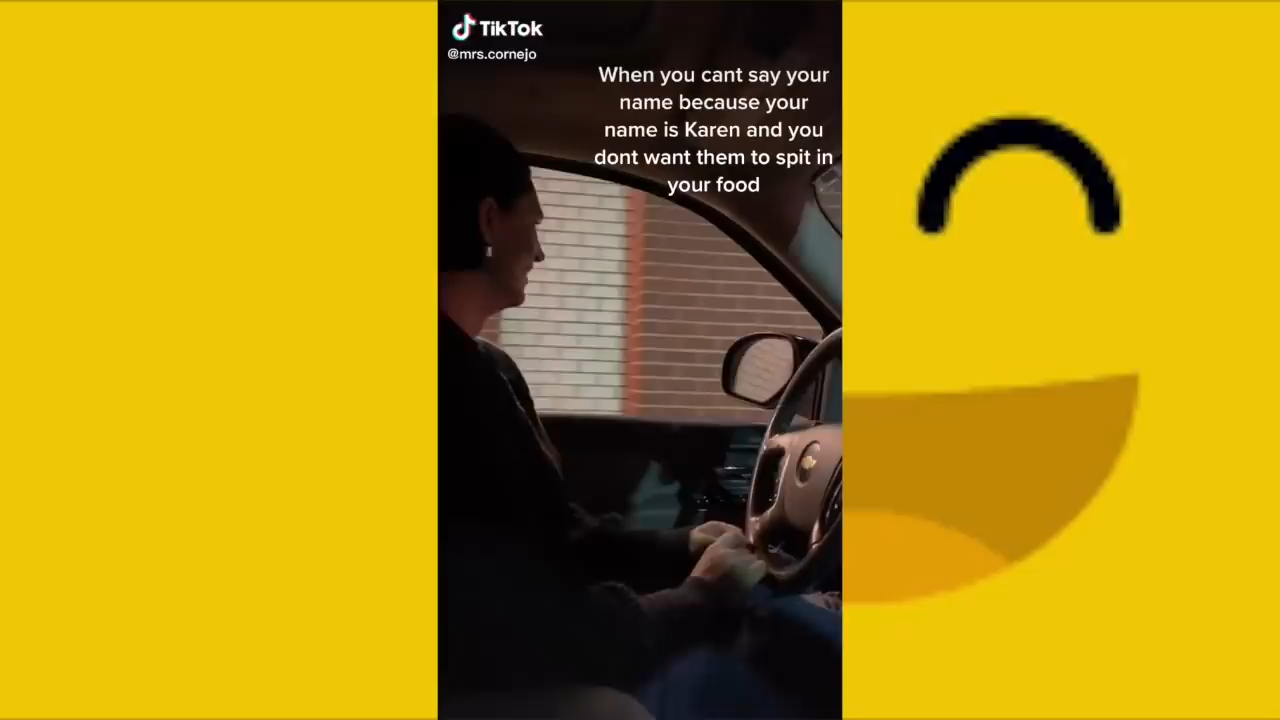 TikTok
@mrs.cornejo
When you cant say your
name because your
name is Karen and you
dont want them to spit in
your food